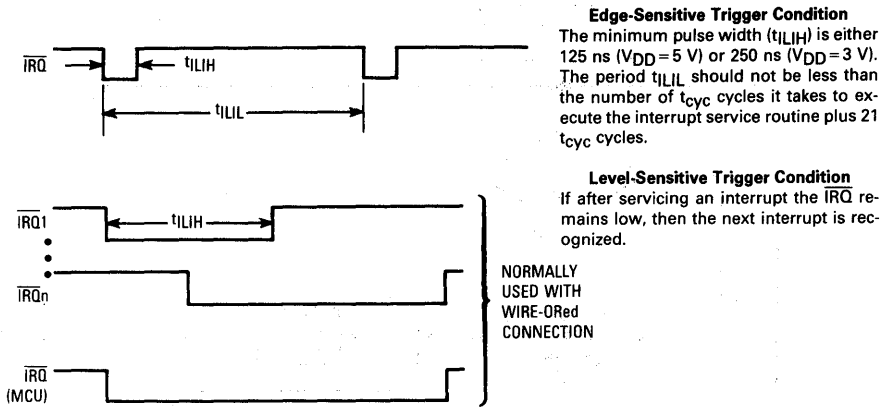 Edge-Sensitive Trigger Condition
The minimum pulse width (tILIH) is either
125 ns (VDD = 5 V) or 250 ns (VDD = 3 V).
The period tILIL should not be less than
the number of tcyc cycles it takes to ex-
ecute the interrupt service routine plus 21
tcyc cycles.
IRQ
tILIH
tILIL
Level-Sensitive Trigger Condition
If after servicing an interrupt the IRQ re-
mains low, then the next interrupt is rec-
ognized.
IRQ1
tILIH
IRQn
NORMALLY
USED WITH
WIRE-ORed
CONNECTION
IRQ
(MCU)